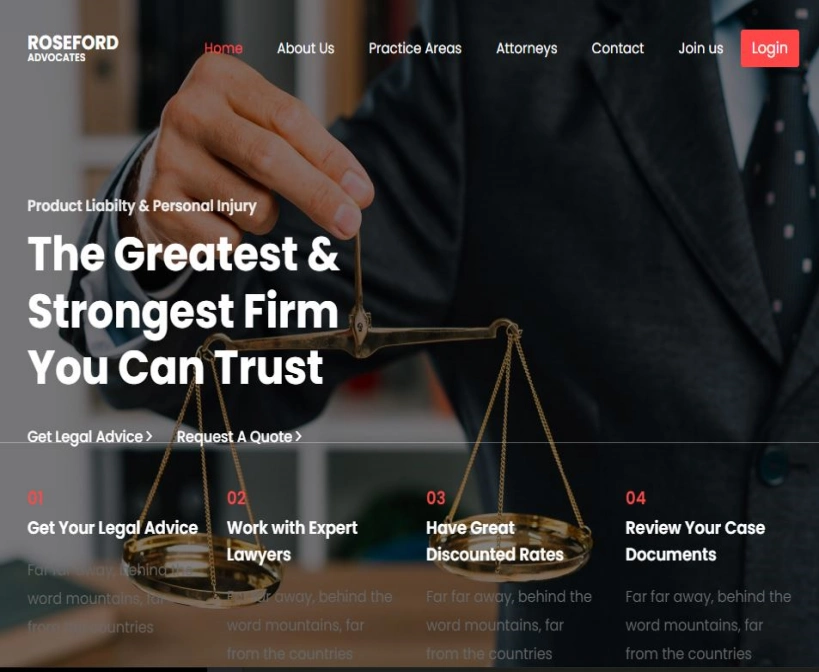 ROSEFORD
ADVOCATES
Home About Us Practice Areas Attorneys Contact Join us Login
Product Liabilty & Personal Injury
The Greatest &
Strongest Firm
You Can Trust
Get Legal Advice > Request A Quote >
01
Get Your Legal Advice
Far far away, behind the
word mountains, far
from the countries
02
Work with Expert
Lawyers
Far far away, behind the
word mountains, far
from the countries
03
Have Great
Discounted Rates
Far far away, behind the
word mountains, far
from the countries
04
Review Your Case
Documents
Far far away, behind the
word mountains, far
from the countries